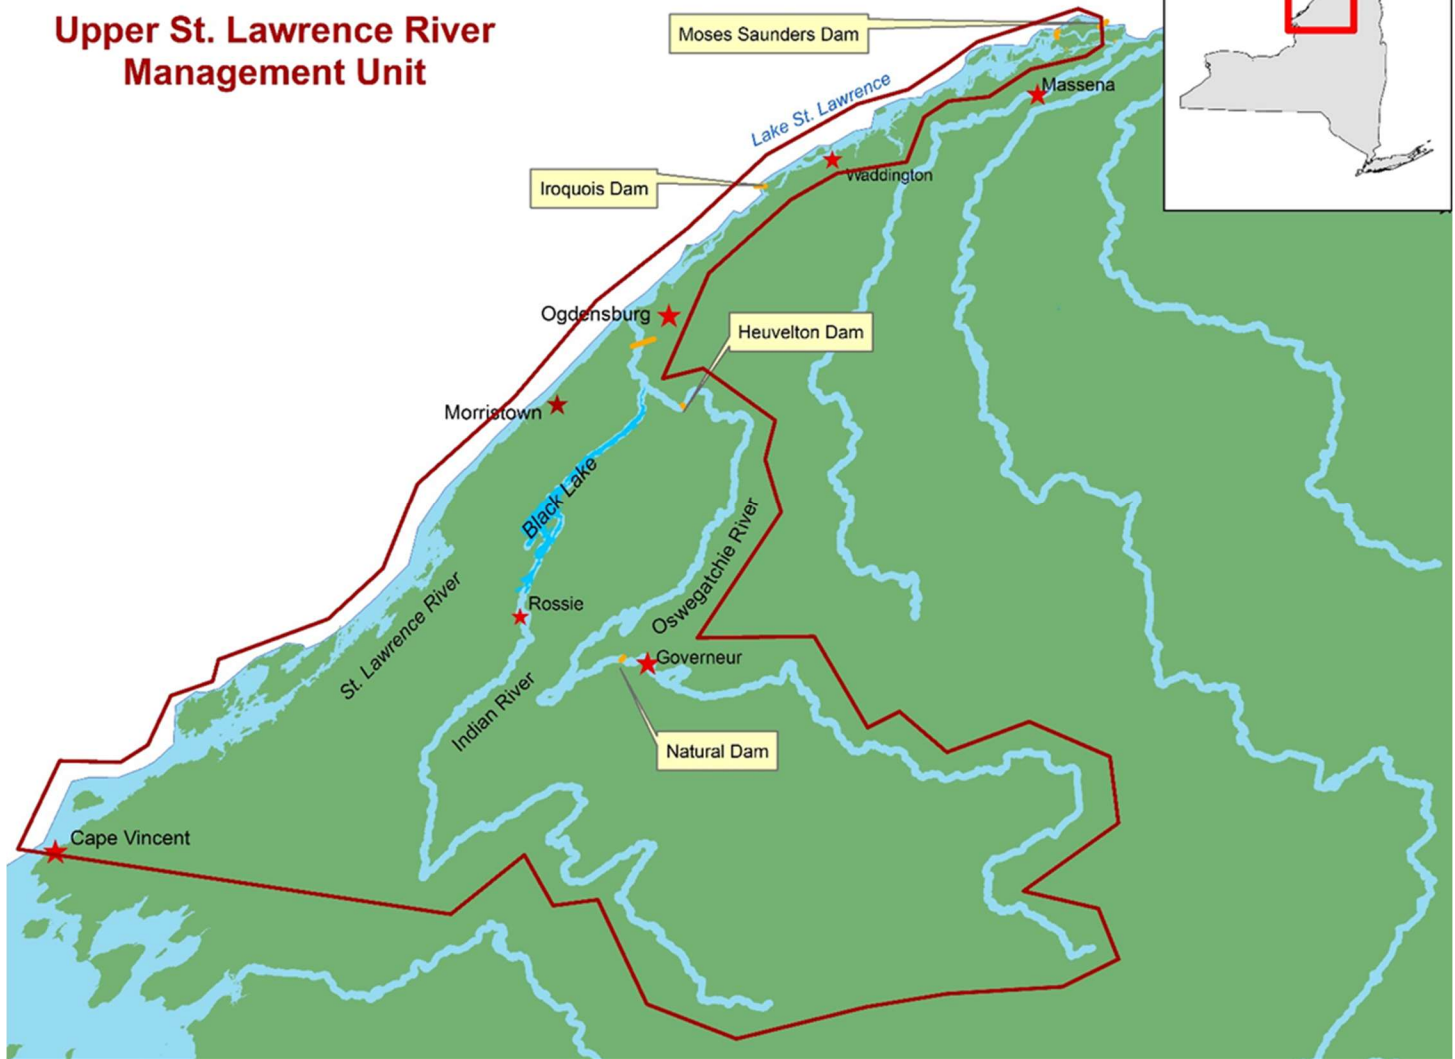 Upper St. Lawrence River
Management Unit
Moses Saunders Dam
Massena
Lake St. Lawrence
Iroquois Dam
Waddington
Ogdensburg
Heuvelton Dam
Morristown
Black Lake
Oswegatchie River
St. Lawrence River
Rossie
Governeur
Indian River
Natural Dam
Cape Vincent